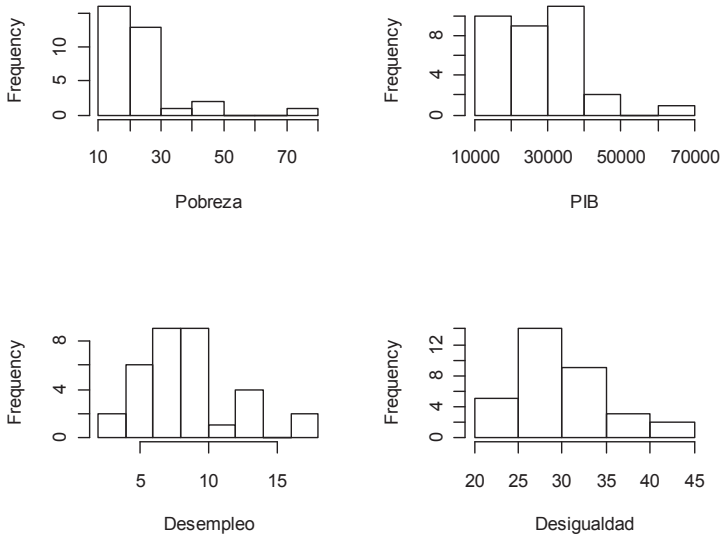 Frequency
0 5 10
10 30 50 70
Pobreza
Frequency
0 4 8
10000 30000 50000 70000
PIB
Frequency
0 4 8
5 10 15
Desempleo
Frequency
0 4 8 12
20 25 30 35 40 45
Desigualdad